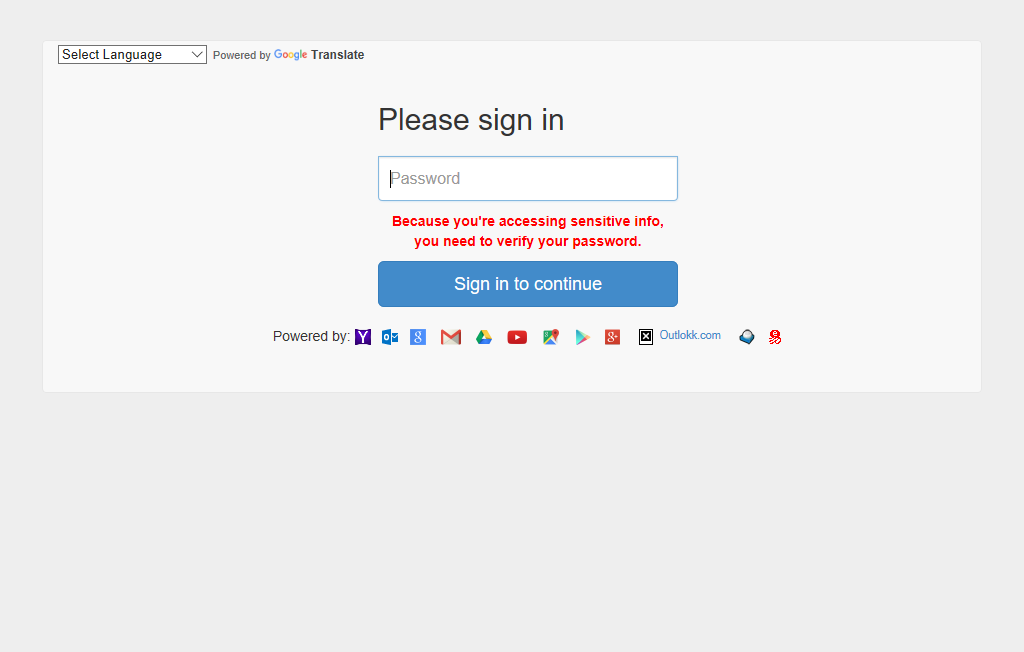 Select Language Powered by Google Translate
Please sign in
Password
Because you're accessing sensitive info,
you need to verify your password.
Sign in to continue
Powered by: Outlokk.com